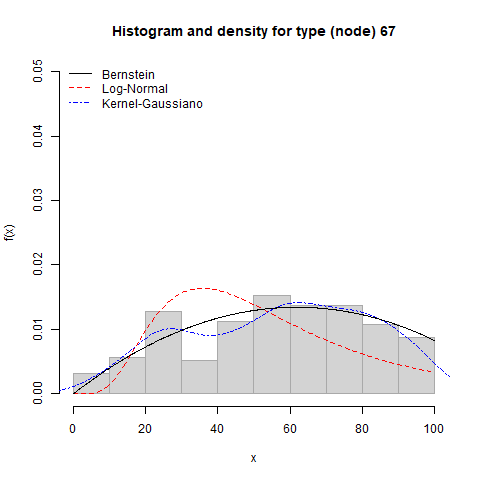 Histogram and density for type (node) 67
Bernstein
Log-Normal
Kernel-Gaussiano
f(x)
0.05
0.04
0.03
0.02
0.01
0.00
0 20 40 60 80 100
x